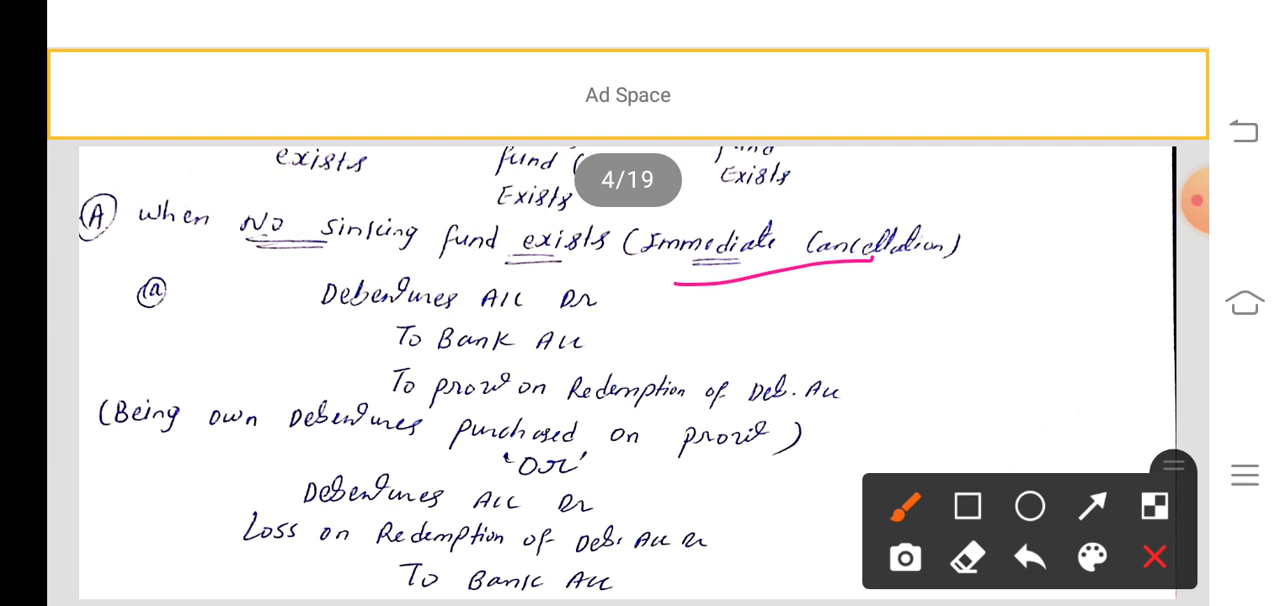 Ad Space
exists fund ( fund
Exists 4/19 Exists
(A) When No sinking fund exists (Immediate Cancellation)
(a) Debentures A/c Dr
To Bank A/c
To profit on Redemption of Deb. A/c
(Being own Debentures purchased on profit)
'OR'
Debentures A/c Dr
Loss on Redemption of Deb. A/c Dr
To Bank A/c